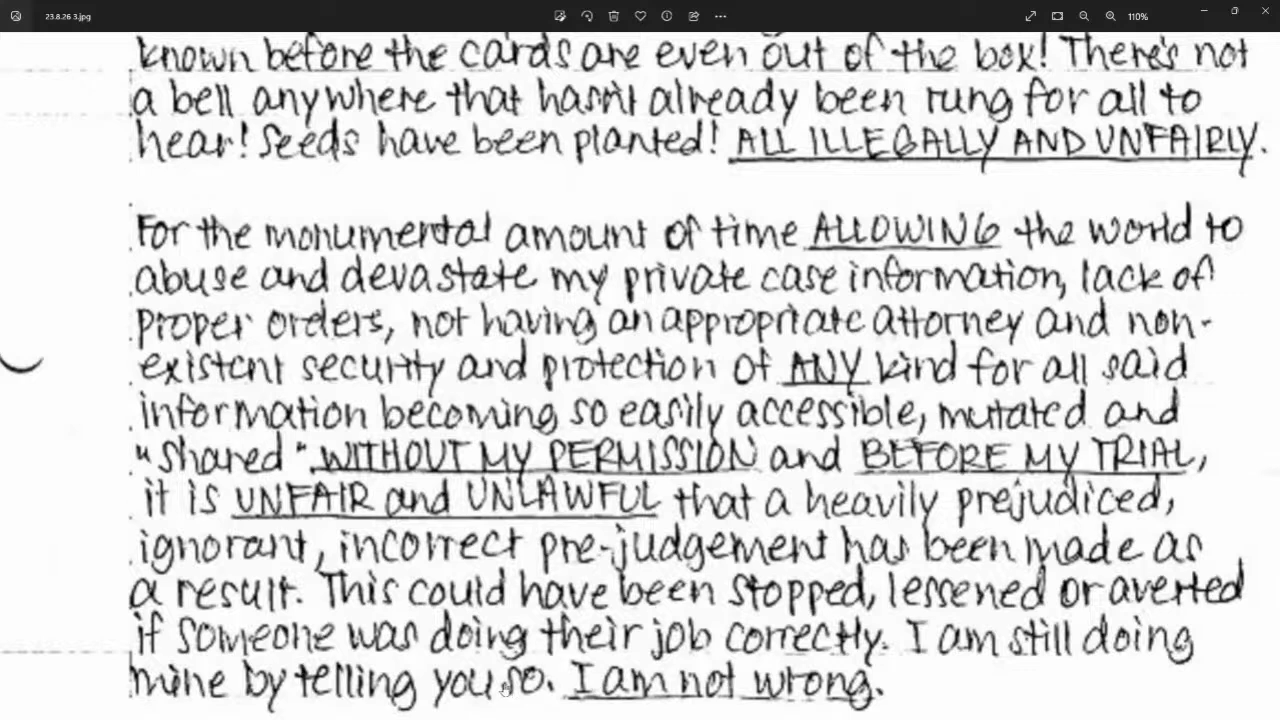 23.8.26 3.jpg
110%
known before the cards are even out of the box! There's not
a bell anywhere that hasn't already been rung for all to
hear! Seeds have been planted! ALL ILLEGALLY AND UNFAIRLY.
For the monumental amount of time ALLOWING the world to
abuse and devastate my private case information, lack of
proper orders, not having an appropriate attorney and non-
existent security and protection of ANY kind for all said
information becoming so easily accessible, mutated and
"shared" WITHOUT MY PERMISSION and BEFORE MY TRIAL,
it is UNFAIR and UNLAWFUL that a heavily prejudiced,
ignorant, incorrect pre-judgement has been made as
a result. This could have been stopped, lessened or averted
if someone was doing their job correctly. I am still doing
mine by telling you so. I am not wrong.